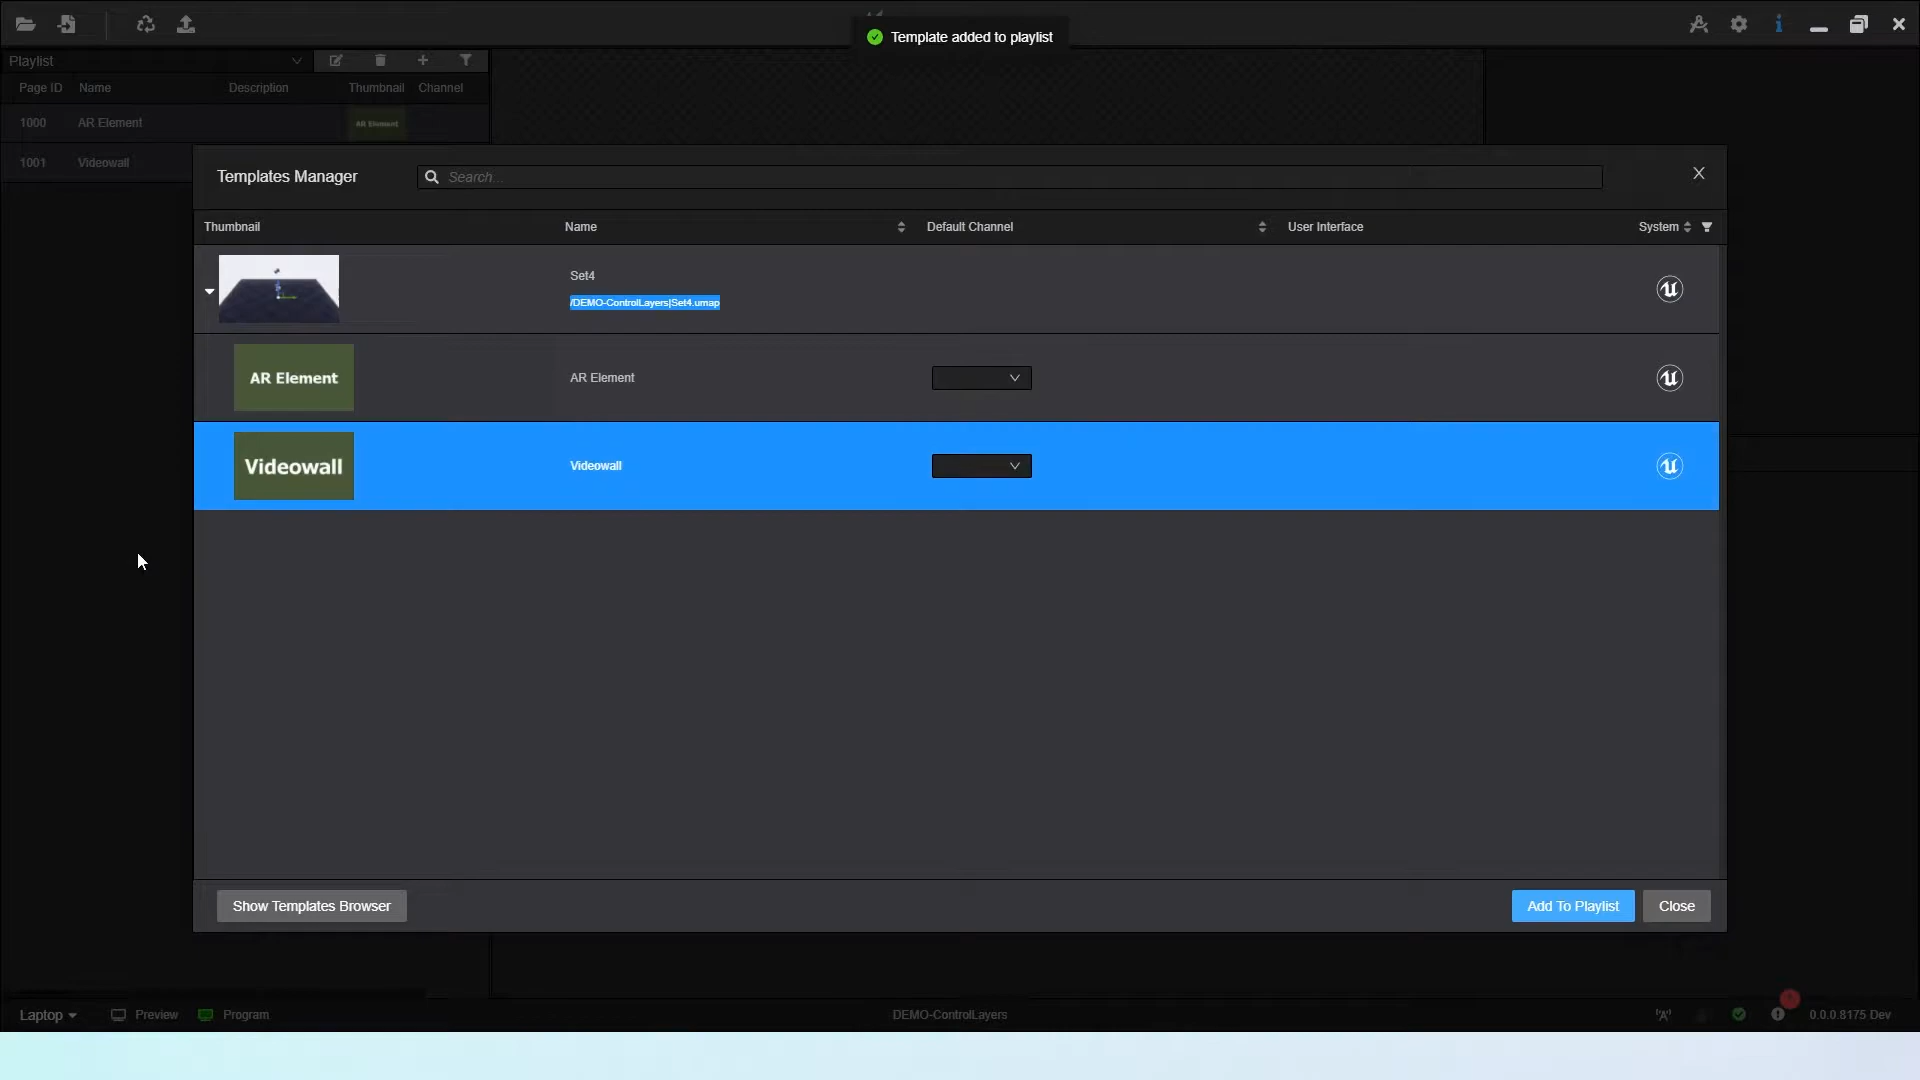 Template added to playlist
Playlist
Page ID Name Description Thumbnail Channel
1000 AR Element AR Element
1001 Videowall
Templates Manager
Search...
Thumbnail Name Default Channel User Interface System
Set4
/DEMO-ControlLayers|Set4.umap
AR Element AR Element
Videowall Videowall
Show Templates Browser
Add To Playlist Close
Laptop Preview Program DEMO-ControlLayers 0.0.0.8175 Dev